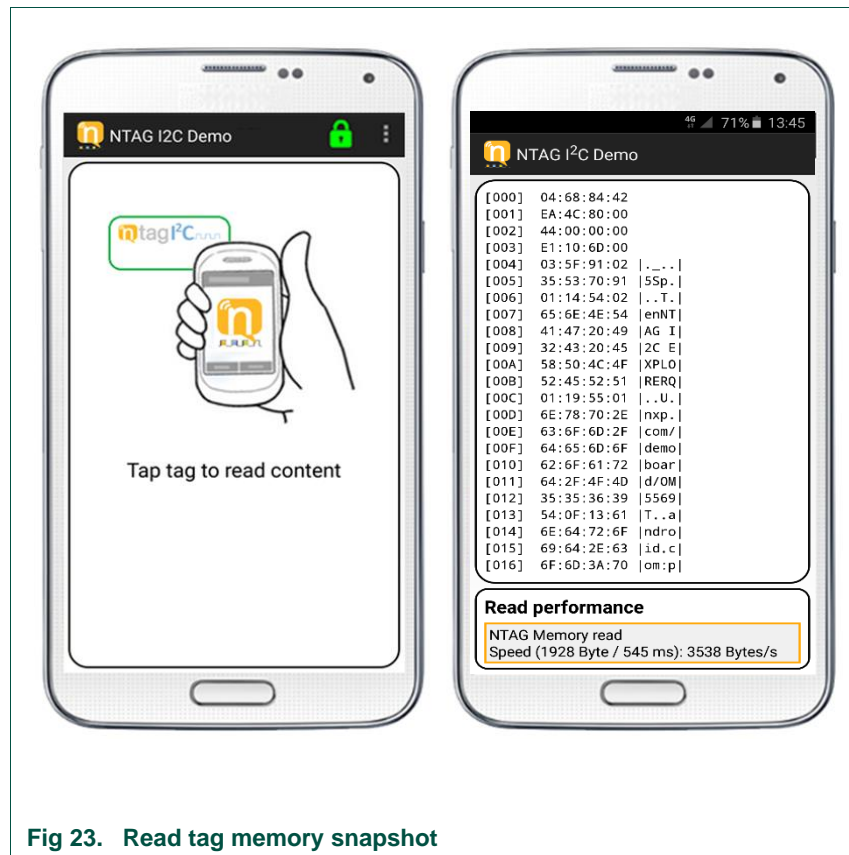 NTAG I2C Demo
ntagI²C
Tap tag to read content
4G 71% 13:45
NTAG I²C Demo
[000] 04:68:84:42
[001] EA:4C:80:00
[002] 44:00:00:00
[003] E1:10:6D:00
[004] 03:5F:91:02 |._..|
[005] 35:53:70:91 |5Sp.|
[006] 01:14:54:02 |..T.|
[007] 65:6E:4E:54 |enNT|
[008] 41:47:20:49 |AG I|
[009] 32:43:20:45 |2C E|
[00A] 58:50:4C:4F |XPLO|
[00B] 52:45:52:51 |RERQ|
[00C] 01:19:55:01 |..U.|
[00D] 6E:78:70:2E |nxp.|
[00E] 63:6F:6D:2F |com/|
[00F] 64:65:6D:6F |demo|
[010] 62:6F:61:72 |boar|
[011] 64:2F:4F:4D |d/OM|
[012] 35:35:36:39 |5569|
[013] 54:0F:13:61 |T..a|
[014] 6E:64:72:6F |ndro|
[015] 69:64:2E:63 |id.c|
[016] 6F:6D:3A:70 |om:p|
Read performance
NTAG Memory read
Speed (1928 Byte / 545 ms): 3538 Bytes/s
Fig 23. Read tag memory snapshot